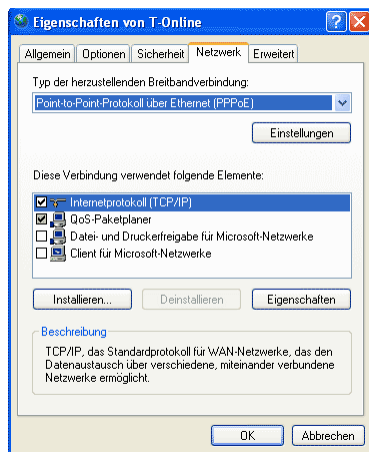 Eigenschaften von T-Online
Allgemein Optionen Sicherheit Netzwerk Erweitert
Typ der herzustellenden Breitbandverbindung:
Point-to-Point-Protokoll über Ethernet (PPPoE)
Einstellungen
Diese Verbindung verwendet folgende Elemente:
Internetprotokoll (TCP/IP)
QoS-Paketplaner
Datei- und Druckerfreigabe für Microsoft-Netzwerke
Client für Microsoft-Netzwerke
Installieren... Deinstallieren Eigenschaften
Beschreibung
TCP/IP, das Standardprotokoll für WAN-Netzwerke, das den
Datenaustausch über verschiedene, miteinander verbundene
Netzwerke ermöglicht.
OK Abbrechen